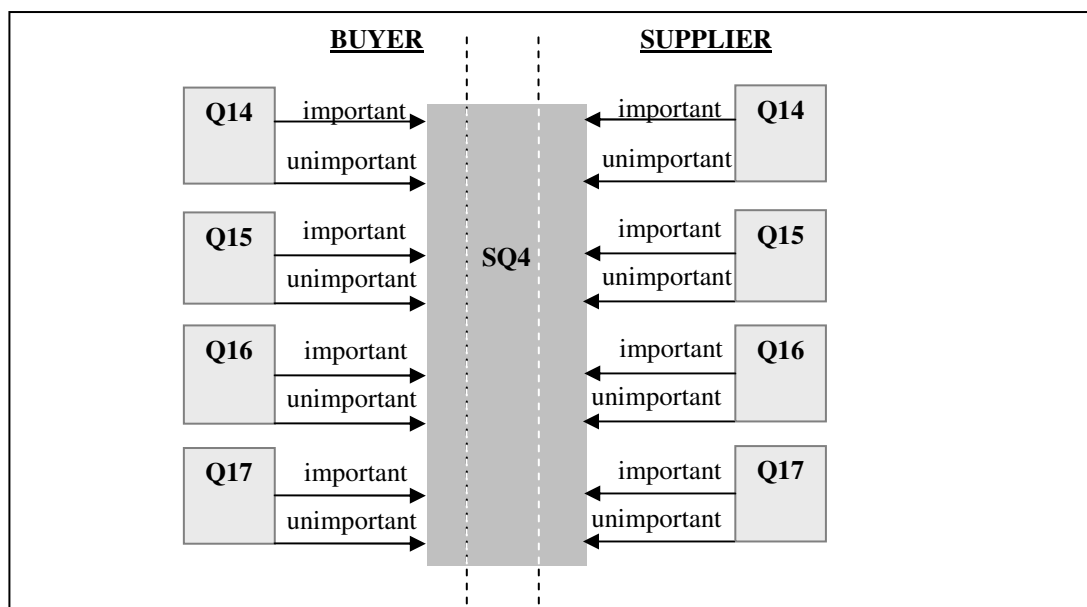 BUYER SUPPLIER
Q14 important important Q14
unimportant unimportant
Q15 important important Q15
unimportant unimportant
SQ4
Q16 important important Q16
unimportant unimportant
Q17 important important Q17
unimportant unimportant